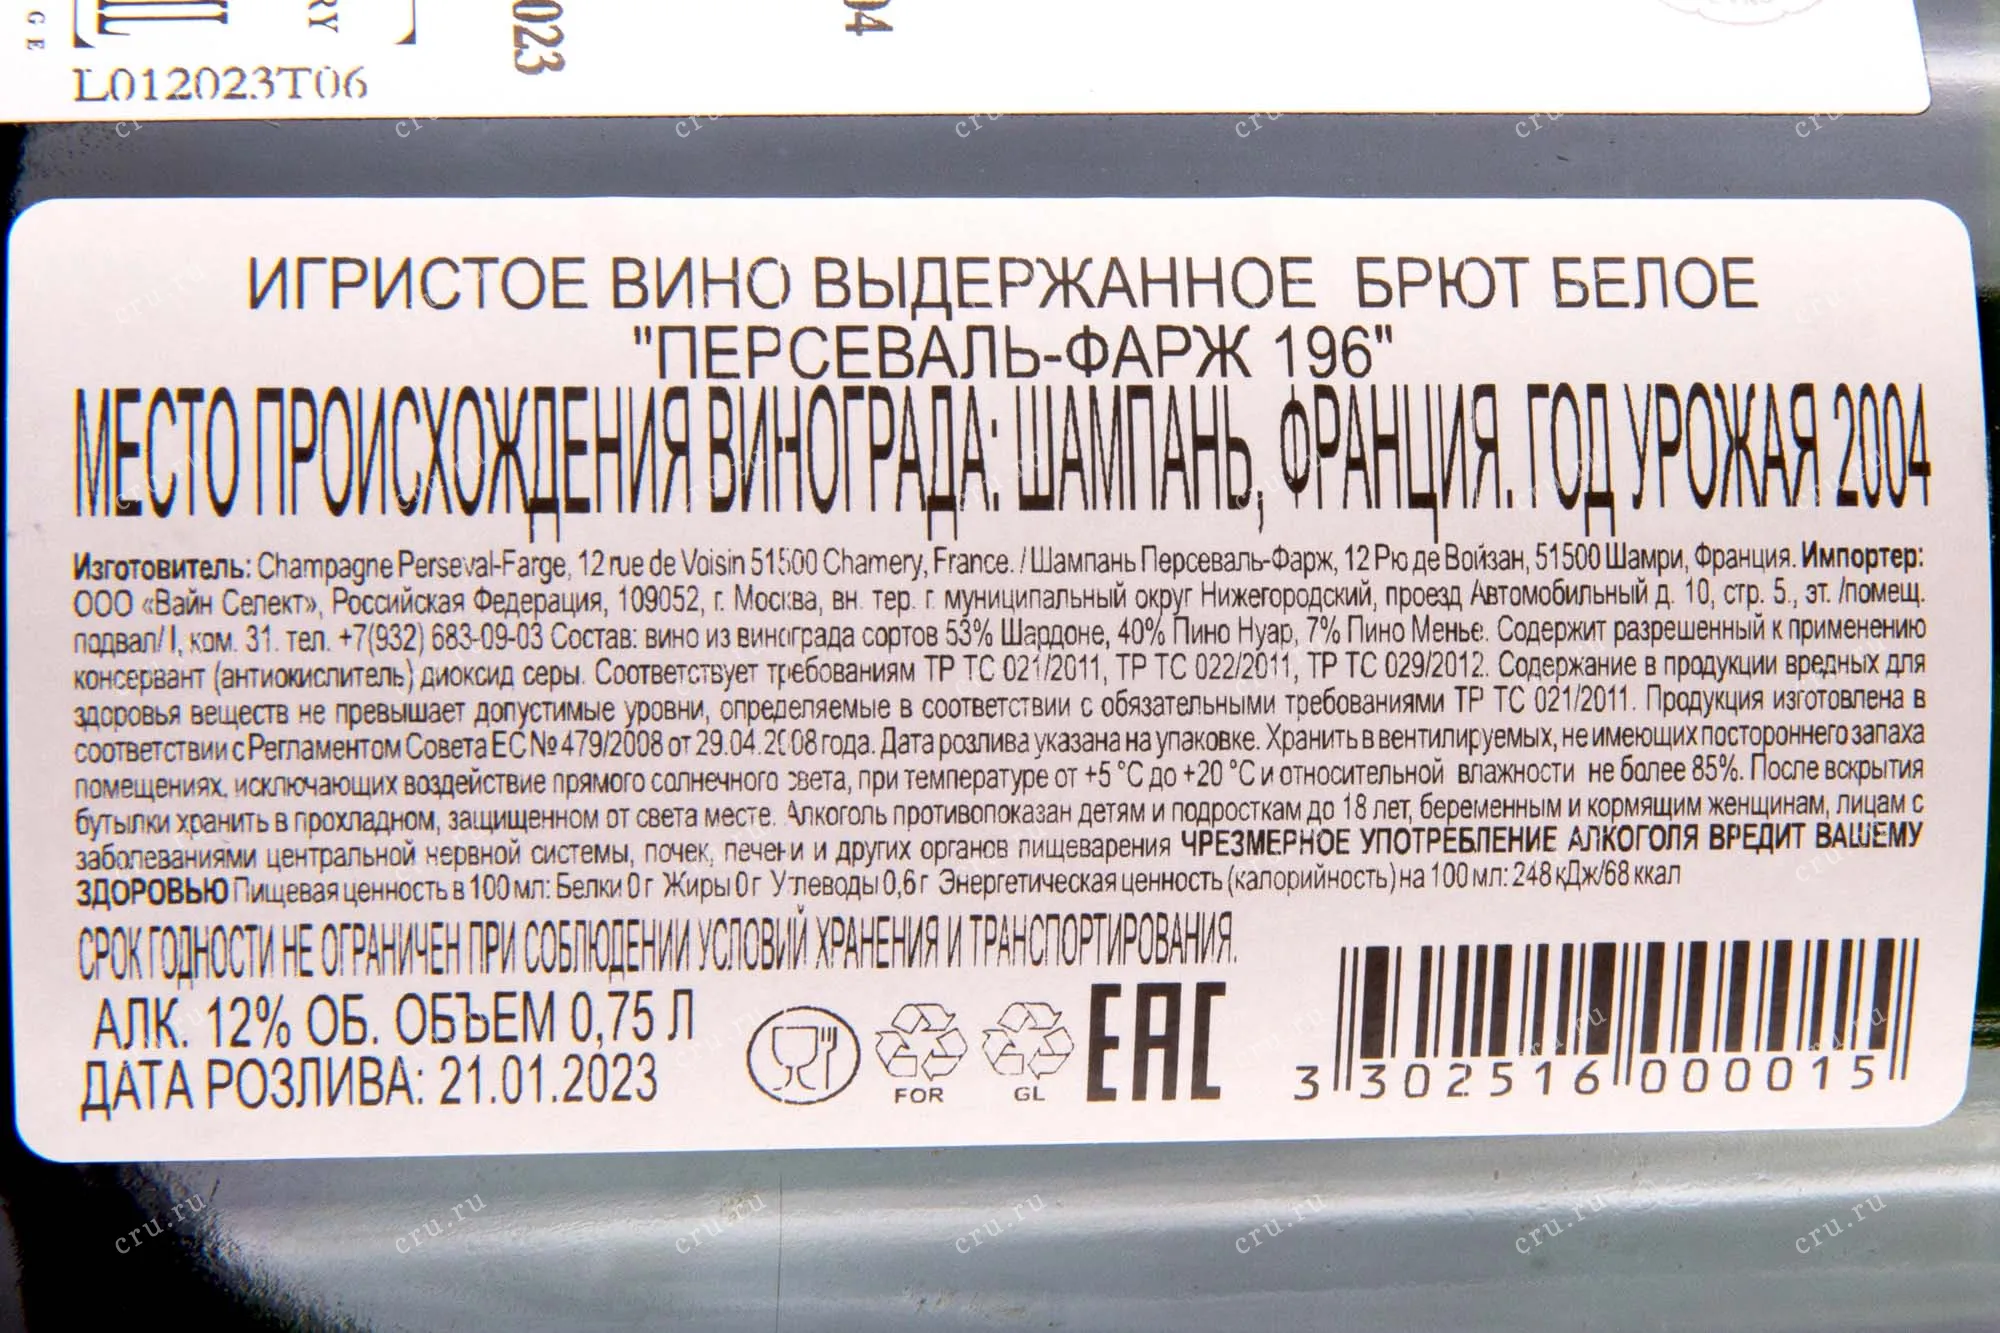 GE
RY
023
04
L012023T06
ИГРИСТОЕ ВИНО ВЫДЕРЖАННОЕ БРЮТ БЕЛОЕ
"ПЕРСЕВАЛЬ-ФАРЖ 196"
МЕСТО ПРОИСХОЖДЕНИЯ ВИНОГРАДА: ШАМПАНЬ, ФРАНЦИЯ. ГОД УРОЖАЯ 2004
Изготовитель: Champagne Perseval-Farge, 12 rue de Voisin 51500 Chamery, France. / Шампань Персеваль-Фарж, 12 Рю де Войзан, 51500 Шамри, Франция. Импортер:
ООО «Вайн Селект», Российская Федерация, 109052, г. Москва, вн. тер. г. муниципальный округ Нижегородский, проезд Автомобильный д. 10, стр. 5., эт. /помещ.
подвал/ I, ком. 31. тел. +7(932) 683-09-03 Состав: вино из винограда сортов 53% Шардоне, 40% Пино Нуар, 7% Пино Менье. Содержит разрешенный к применению
консервант (антиокислитель) диоксид серы. Соответствует требованиям ТР ТС 021/2011, ТР ТС 022/2011, ТР ТС 029/2012. Содержание в продукции вредных для
здоровья веществ не превышает допустимые уровни, определяемые в соответствии с обязательными требованиями ТР ТС 021/2011. Продукция изготовлена в
соответствии с Регламентом Совета ЕС № 479/2008 от 29.04.2008 года. Дата розлива указана на упаковке. Хранить в вентилируемых, не имеющих постороннего запаха
помещениях, исключающих воздействие прямого солнечного света, при температуре от +5 °С до +20 °С и относительной влажности не более 85%. После вскрытия
бутылки хранить в прохладном, защищенном от света месте. Алкоголь противопоказан детям и подросткам до 18 лет, беременным и кормящим женщинам, лицам с
заболеваниями центральной нервной системы, почек, печени и других органов пищеварения ЧРЕЗМЕРНОЕ УПОТРЕБЛЕНИЕ АЛКОГОЛЯ ВРЕДИТ ВАШЕМУ
ЗДОРОВЬЮ Пищевая ценность в 100 мл: Белки 0 г Жиры 0 г Углеводы 0,6 г Энергетическая ценность (калорийность) на 100 мл: 248 кДж/68 ккал
СРОК ГОДНОСТИ НЕ ОГРАНИЧЕН ПРИ СОБЛЮДЕНИИ УСЛОВИЙ ХРАНЕНИЯ И ТРАНСПОРТИРОВАНИЯ.
АЛК. 12% ОБ. ОБЪЕМ 0,75 Л
ДАТА РОЗЛИВА: 21.01.2023
FOR
GL
EAC
3 302516 000015